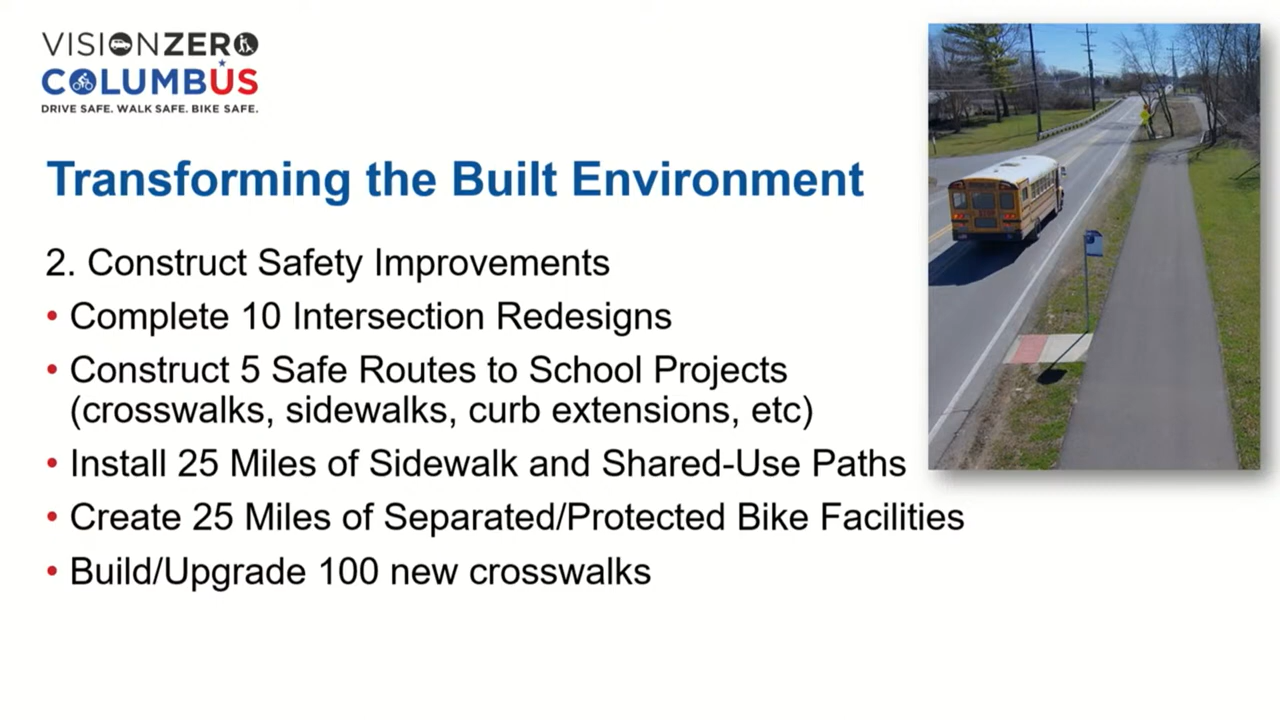 VISIONZERO
COLUMBUS
DRIVE SAFE. WALK SAFE. BIKE SAFE.
Transforming the Built Environment
2. Construct Safety Improvements
• Complete 10 Intersection Redesigns
• Construct 5 Safe Routes to School Projects
(crosswalks, sidewalks, curb extensions, etc)
• Install 25 Miles of Sidewalk and Shared-Use Paths
• Create 25 Miles of Separated/Protected Bike Facilities
• Build/Upgrade 100 new crosswalks